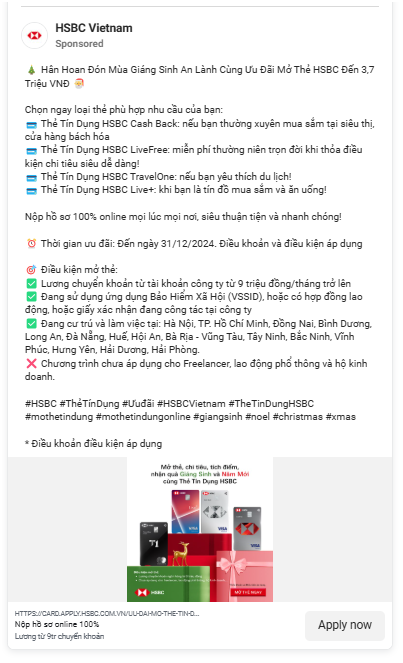 HSBC Vietnam
Sponsored
🎄 Hân Hoan Đón Mùa Giáng Sinh An Lành Cùng Ưu Đãi Mở Thẻ HSBC Đến 3,7
Triệu VNĐ 🎅
Chọn ngay loại thẻ phù hợp nhu cầu của bạn:
💳 Thẻ Tín Dụng HSBC Cash Back: nếu bạn thường xuyên mua sắm tại siêu thị,
cửa hàng bách hóa
💳 Thẻ Tín Dụng HSBC LiveFree: miễn phí thường niên trọn đời khi thỏa điều
kiện chi tiêu siêu dễ dàng!
💳 Thẻ Tín Dụng HSBC TravelOne: nếu bạn yêu thích du lịch!
💳 Thẻ Tín Dụng HSBC Live+: khi bạn là tín đồ mua sắm và ăn uống!
Nộp hồ sơ 100% online mọi lúc mọi nơi, siêu thuận tiện và nhanh chóng!
⏰ Thời gian ưu đãi: Đến ngày 31/12/2024. Điều khoản và điều kiện áp dụng
🎯 Điều kiện mở thẻ:
✅ Lương chuyển khoản từ tài khoản công ty từ 9 triệu đồng/tháng trở lên
✅ Đang sử dụng ứng dụng Bảo Hiểm Xã Hội (VSSID), hoặc có hợp đồng lao
động, hoặc giấy xác nhận đang công tác tại công ty
✅ Đang cư trú và làm việc tại: Hà Nội, TP. Hồ Chí Minh, Đồng Nai, Bình Dương,
Long An, Đà Nẵng, Huế, Hội An, Bà Rịa - Vũng Tàu, Tây Ninh, Bắc Ninh, Vĩnh
Phúc, Hưng Yên, Hải Dương, Hải Phòng.
❌ Chương trình chưa áp dụng cho Freelancer, lao động phổ thông và hộ kinh
doanh.
#HSBC #ThẻTínDụng #Ưuđãi #HSBCVietnam #TheTinDungHSBC
#mothetindung #mothetindungonline #giangsinh #noel #christmas #xmas
* Điều khoản điều kiện áp dụng
Mở thẻ, chi tiêu, tích điểm,
nhận quà Giáng Sinh và Năm Mới
cùng Thẻ Tín Dụng HSBC
VISA
VISA
HSBC
MỞ THẺ NGAY
HTTPS://CARD.APPLY.HSBC.COM.VN/UU-DAI-MO-THE-TIN-D...
Nộp hồ sơ online 100%
Lương từ 9tr chuyển khoản
Apply now